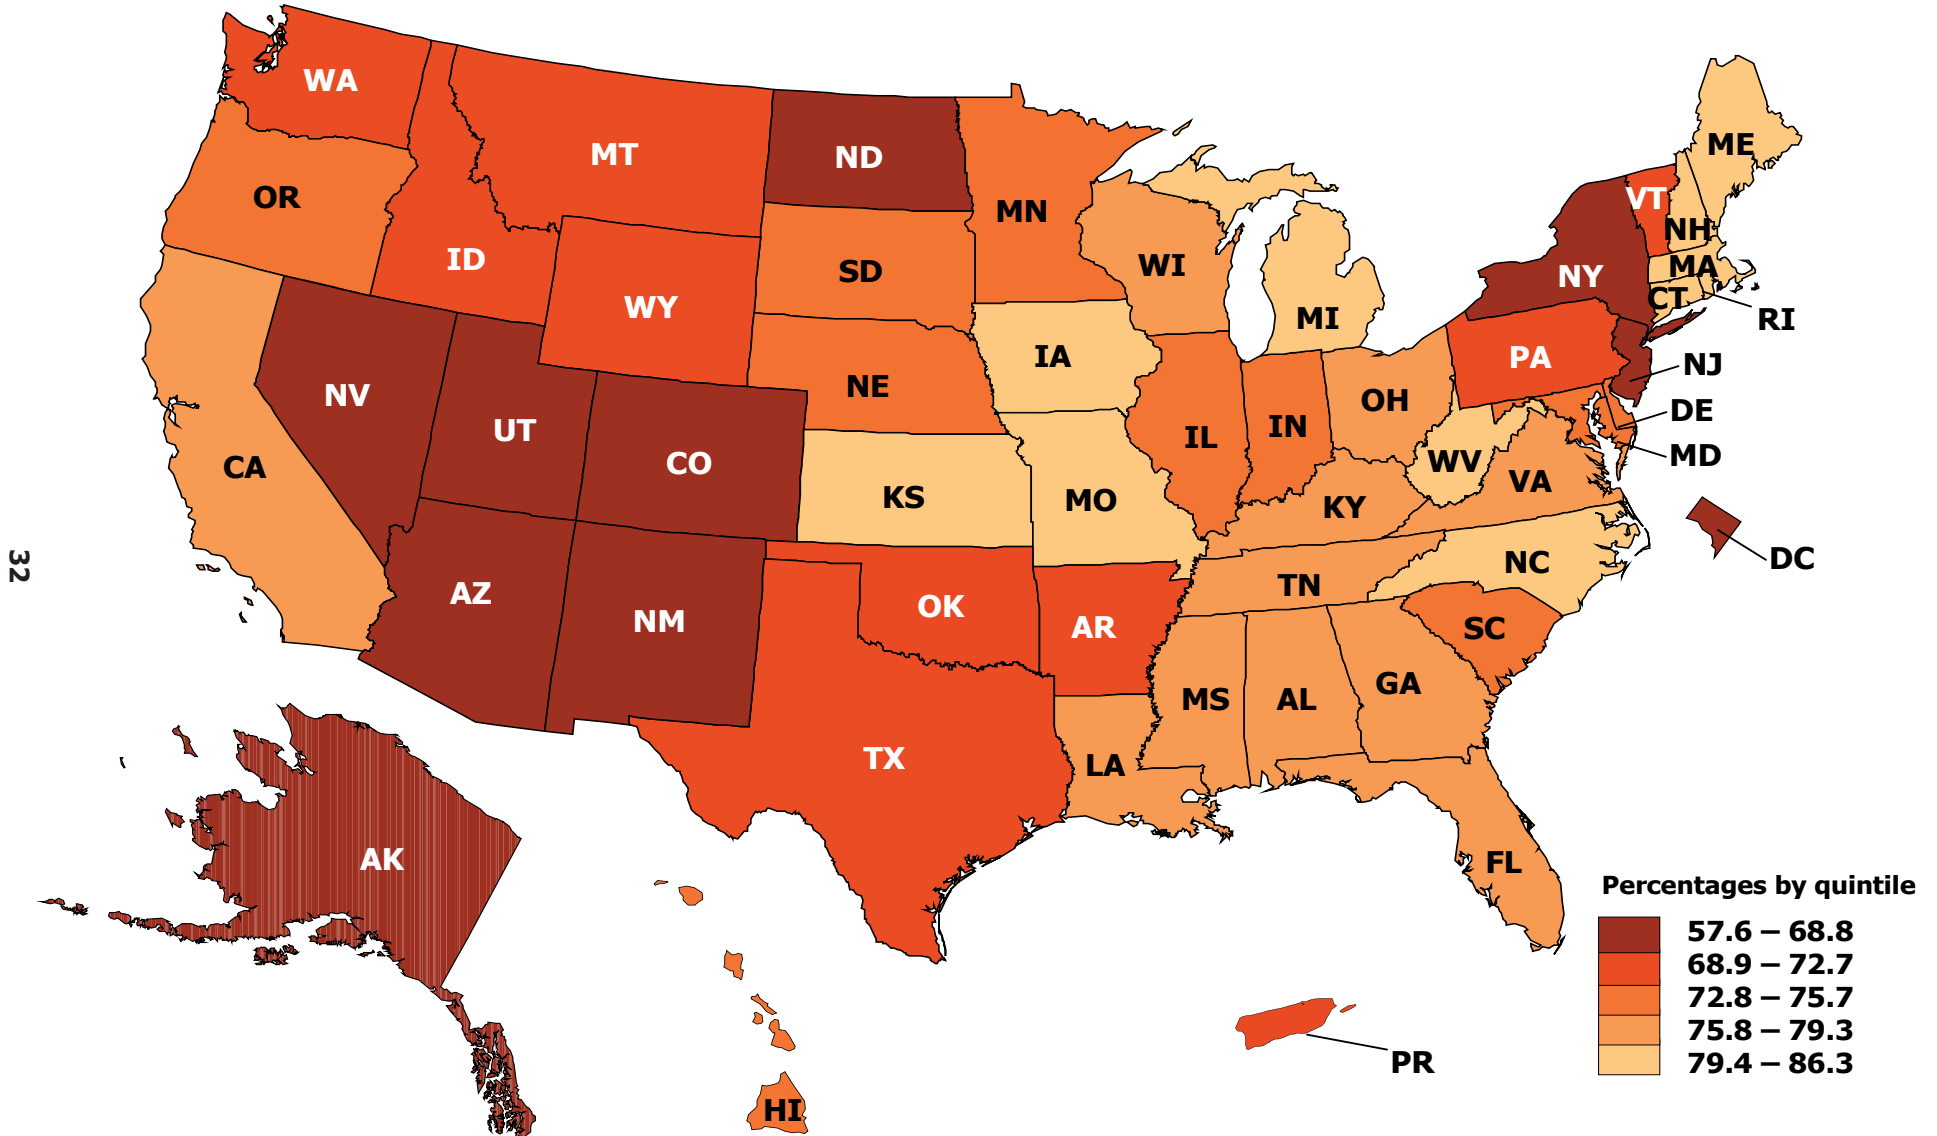 WA
MT
ND
MN
ME
OR
ID
SD
WI
VT
NH
NY
MA
CT
RI
WY
MI
IA
PA
NJ
NV
NE
OH
DE
UT
CO
IL
IN
WV
MD
CA
KS
MO
KY
VA
DC
32
AZ
NM
OK
AR
TN
NC
SC
TX
MS
AL
GA
LA
AK
FL
HI
PR
Percentages by quintile
57.6 – 68.8
68.9 – 72.7
72.8 – 75.7
75.8 – 79.3
79.4 – 86.3